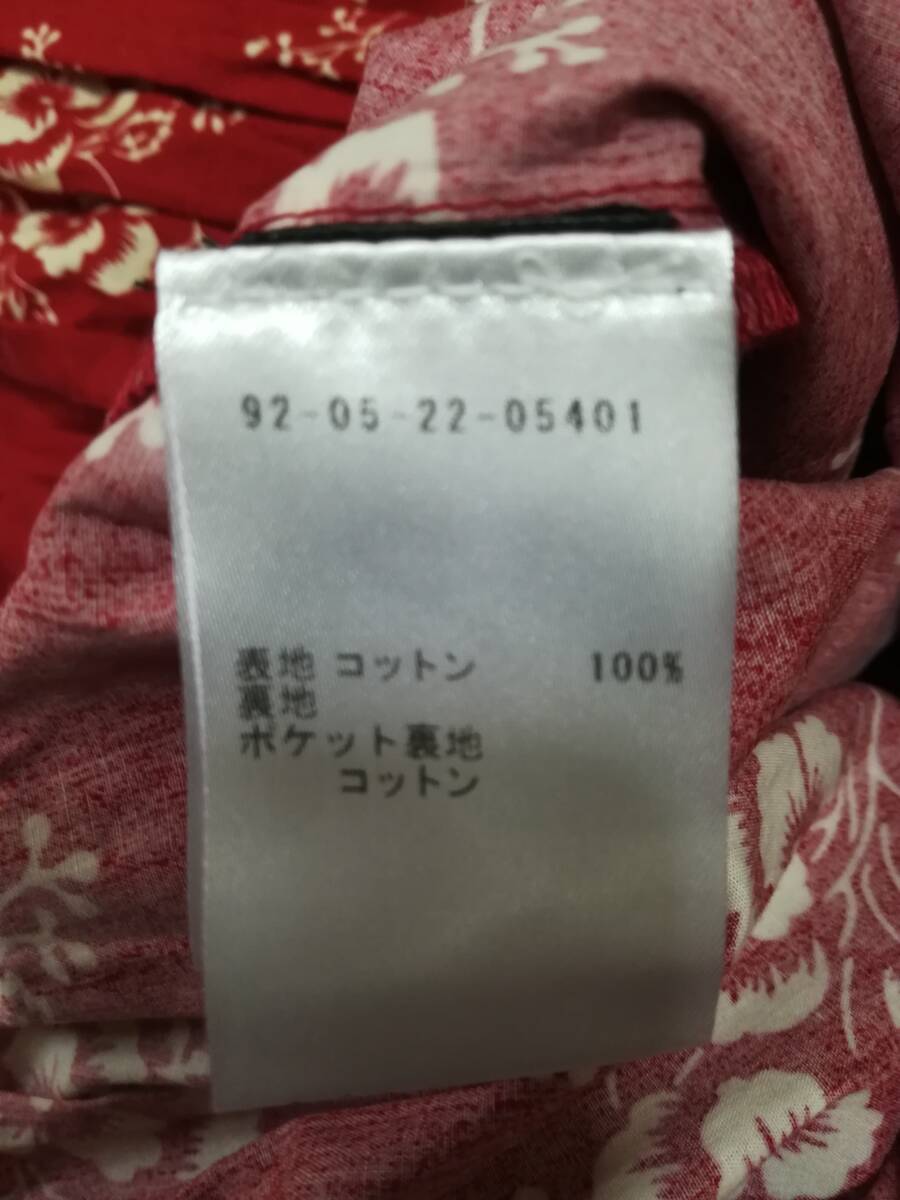 92-05-22-05401
表地 コットン 100%
裏地
ポケット裏地
コットン